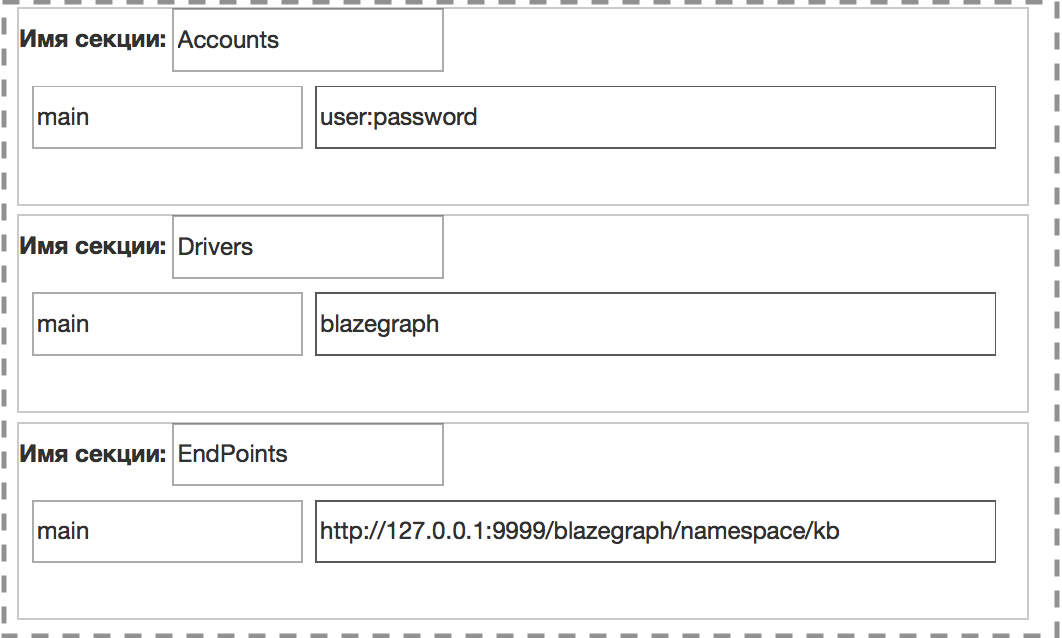 Имя секции: Accounts
main user:password
Имя секции: Drivers
main blazegraph
Имя секции: EndPoints
main http://127.0.0.1:9999/blazegraph/namespace/kb